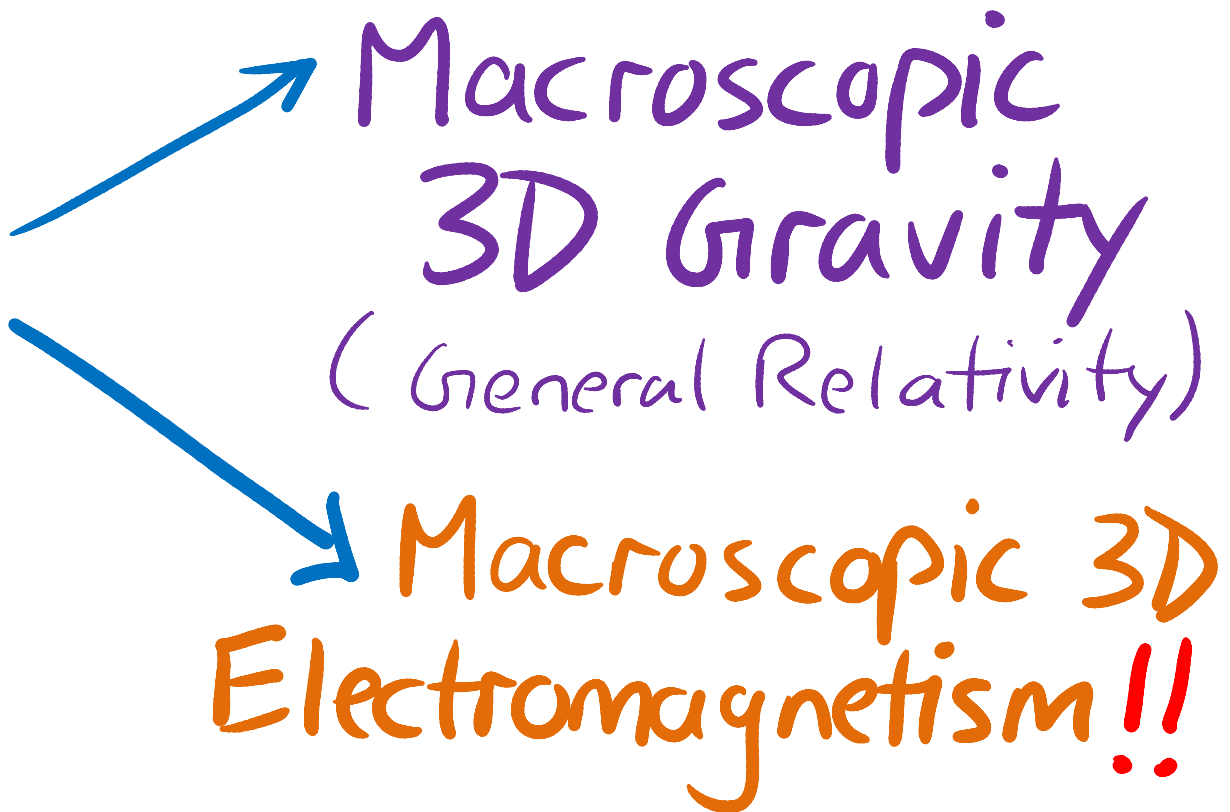 Macroscopic
3D Gravity
(General Relativity)
Macroscopic 3D
Electromagnetism!!